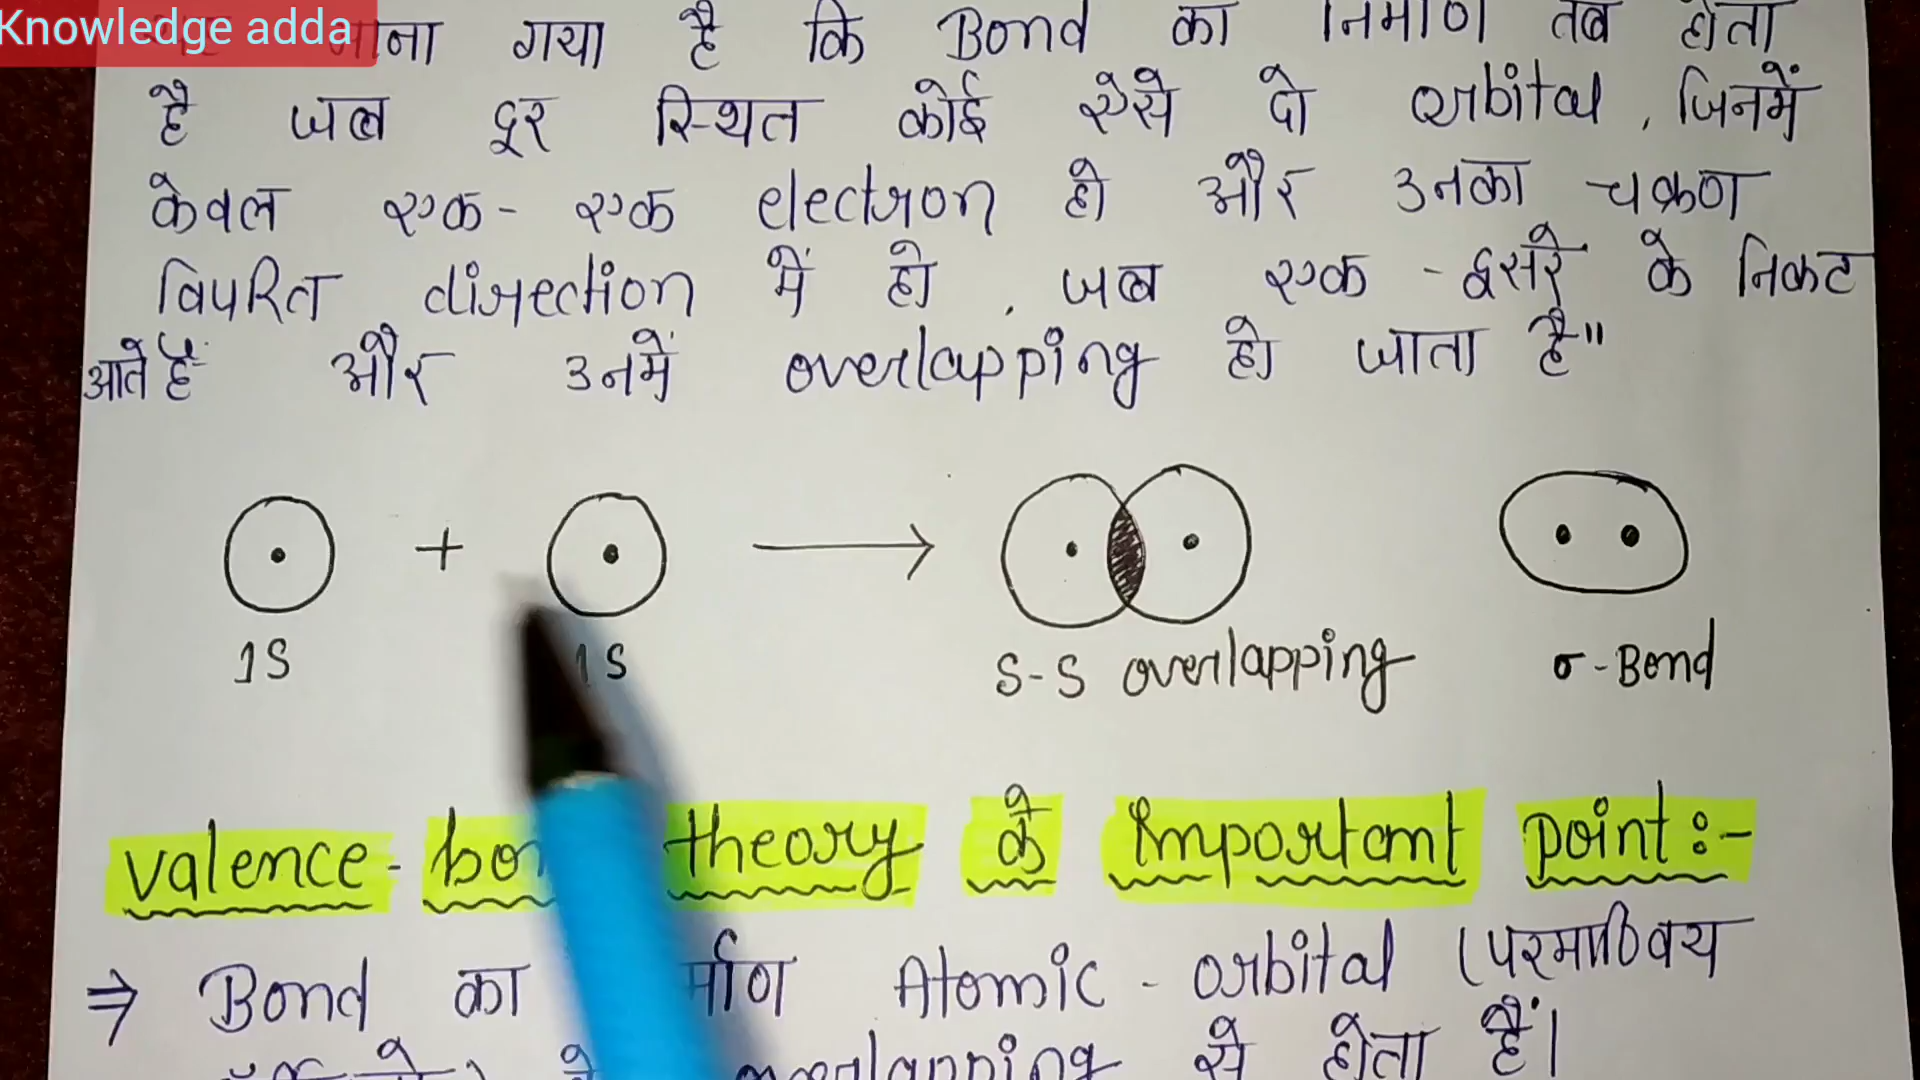 Knowledge adda
माना गया है कि Bond का निर्माण तब होता
है जब दूर स्थित कोई ऐसे दो orbital, जिनमें
केवल एक-एक electron हो और उनका चक्रण
विपरित direction में हो, जब एक-दूसरे के निकट
आते हैं और उनमें overlapping हो जाता है"
+
1S 1S S-S overlapping σ-Bond
valence-bo theory के Important point:-
⇒ Bond का र्माण Atomic-orbital (परमाण्विय
overlapping से होता हैं।